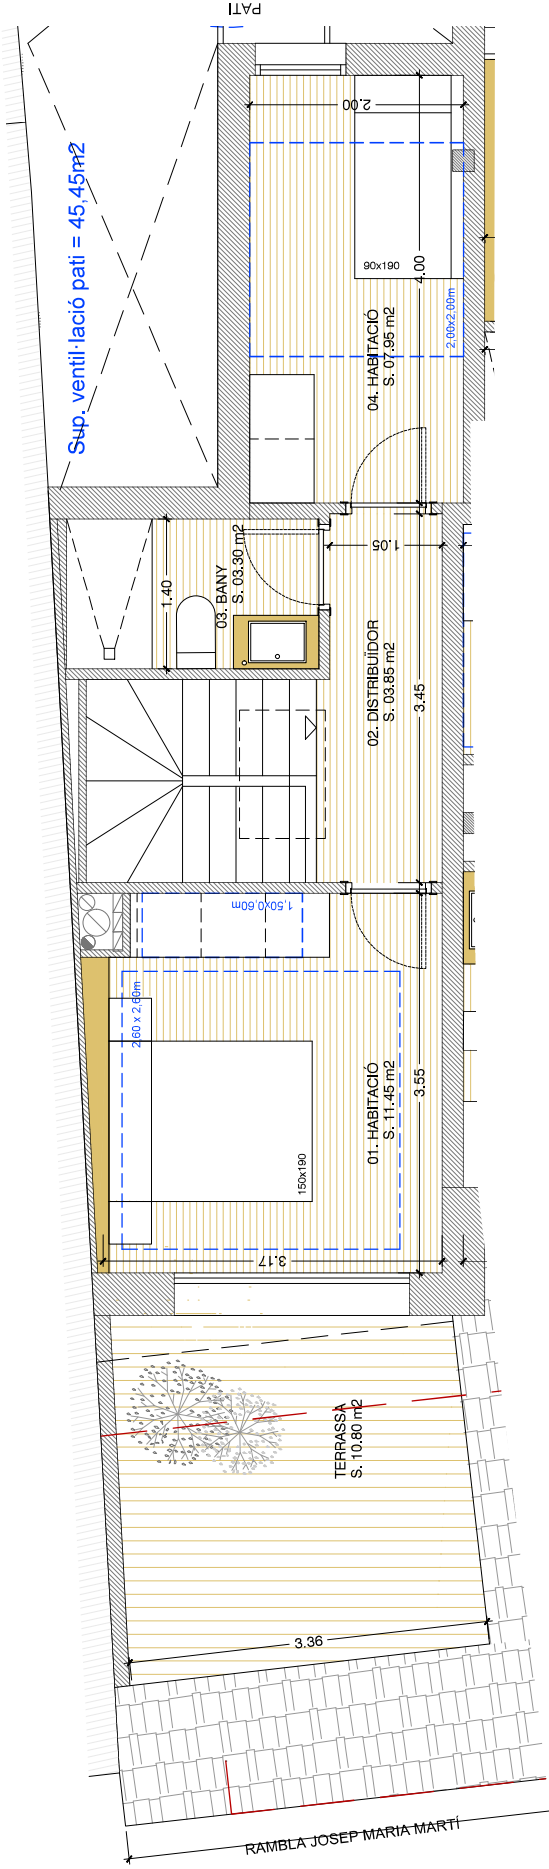 PATI
Sup. ventil·lació pati = 45,45m2
2.00
90x190
4.00
2,00x2,00m
04. HABITACIÓ
S. 07.95 m2
1.40
03. BANY
S. 03.30 m2
1.05
02. DISTRIBUÏDOR
S. 03.85 m2
3.45
1,50x0,60m
2,60 x 2,60m
150x190
01. HABITACIÓ
S. 11.45 m2
3.55
3.17
TERRASSA
S. 10.80 m2
3.36
RAMBLA JOSEP MARIA MARTÍ